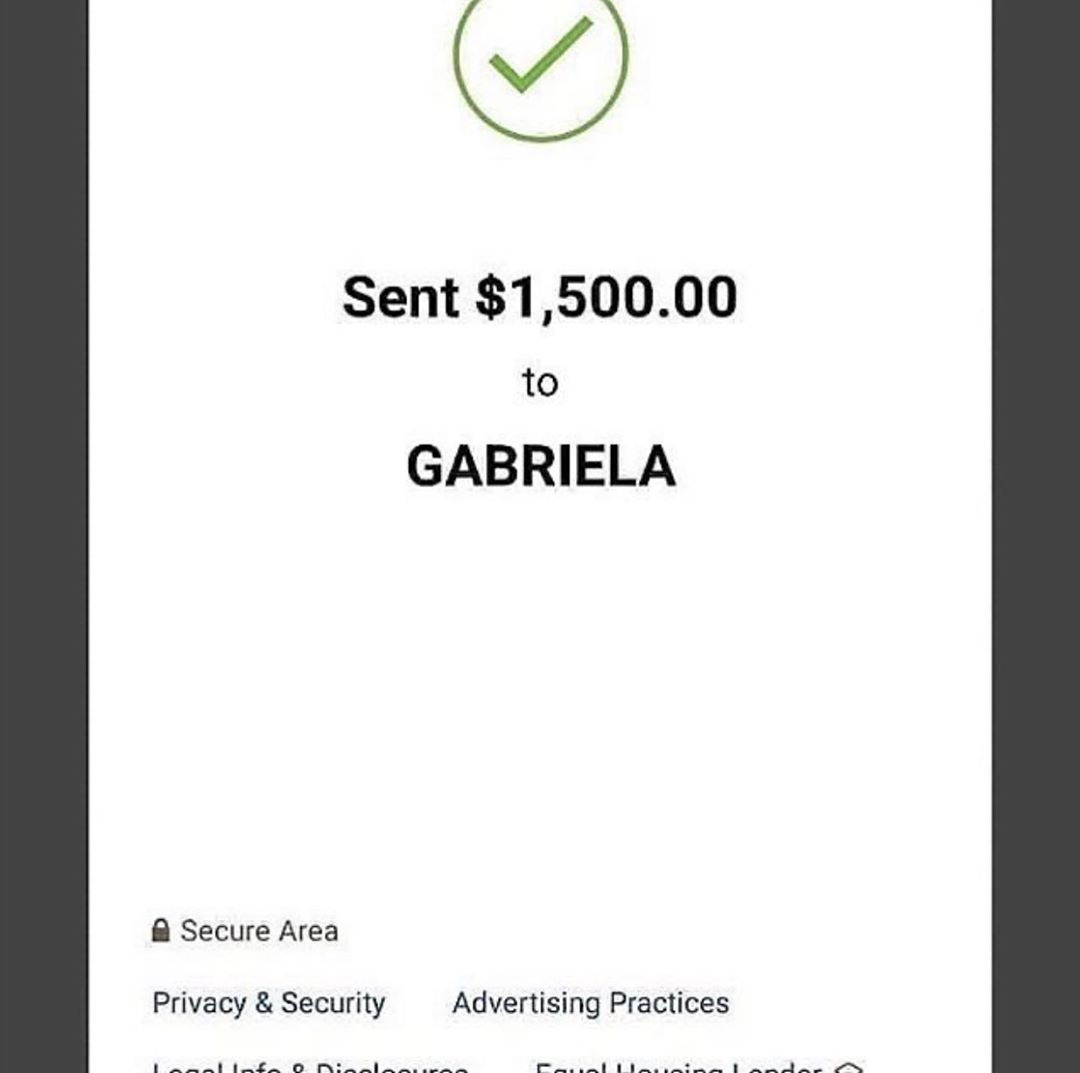 Sent $1,500.00
to
GABRIELA
Secure Area
Privacy & Security Advertising Practices
Legal Info & Disclosures Equal Housing Lender